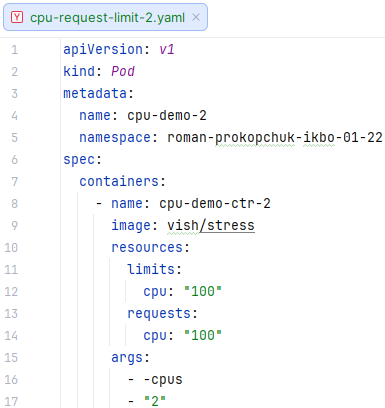 cpu-request-limit-2.yaml
1 apiVersion: v1
2 kind: Pod
3 metadata:
4   name: cpu-demo-2
5   namespace: roman-prokopchuk-ikbo-01-22
6 spec:
7   containers:
8     - name: cpu-demo-ctr-2
9       image: vish/stress
10       resources:
11         limits:
12           cpu: "100"
13         requests:
14           cpu: "100"
15       args:
16         - -cpus
17         - "2"